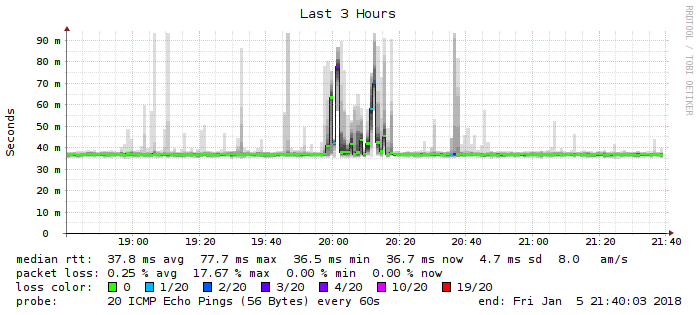 Last 3 Hours
RRDTOOL / TOBI OETIKER
Seconds
90 m
80 m
70 m
60 m
50 m
40 m
30 m
20 m
10 m
0
19:00 19:20 19:40 20:00 20:20 20:40 21:00 21:20 21:40
median rtt: 37.8 ms avg 77.7 ms max 36.5 ms min 36.7 ms now 4.7 ms sd 8.0 am/s
packet loss: 0.25 % avg 17.67 % max 0.00 % min 0.00 % now
loss color: 0 1/20 2/20 3/20 4/20 10/20 19/20
probe: 20 ICMP Echo Pings (56 Bytes) every 60s end: Fri Jan 5 21:40:03 2018